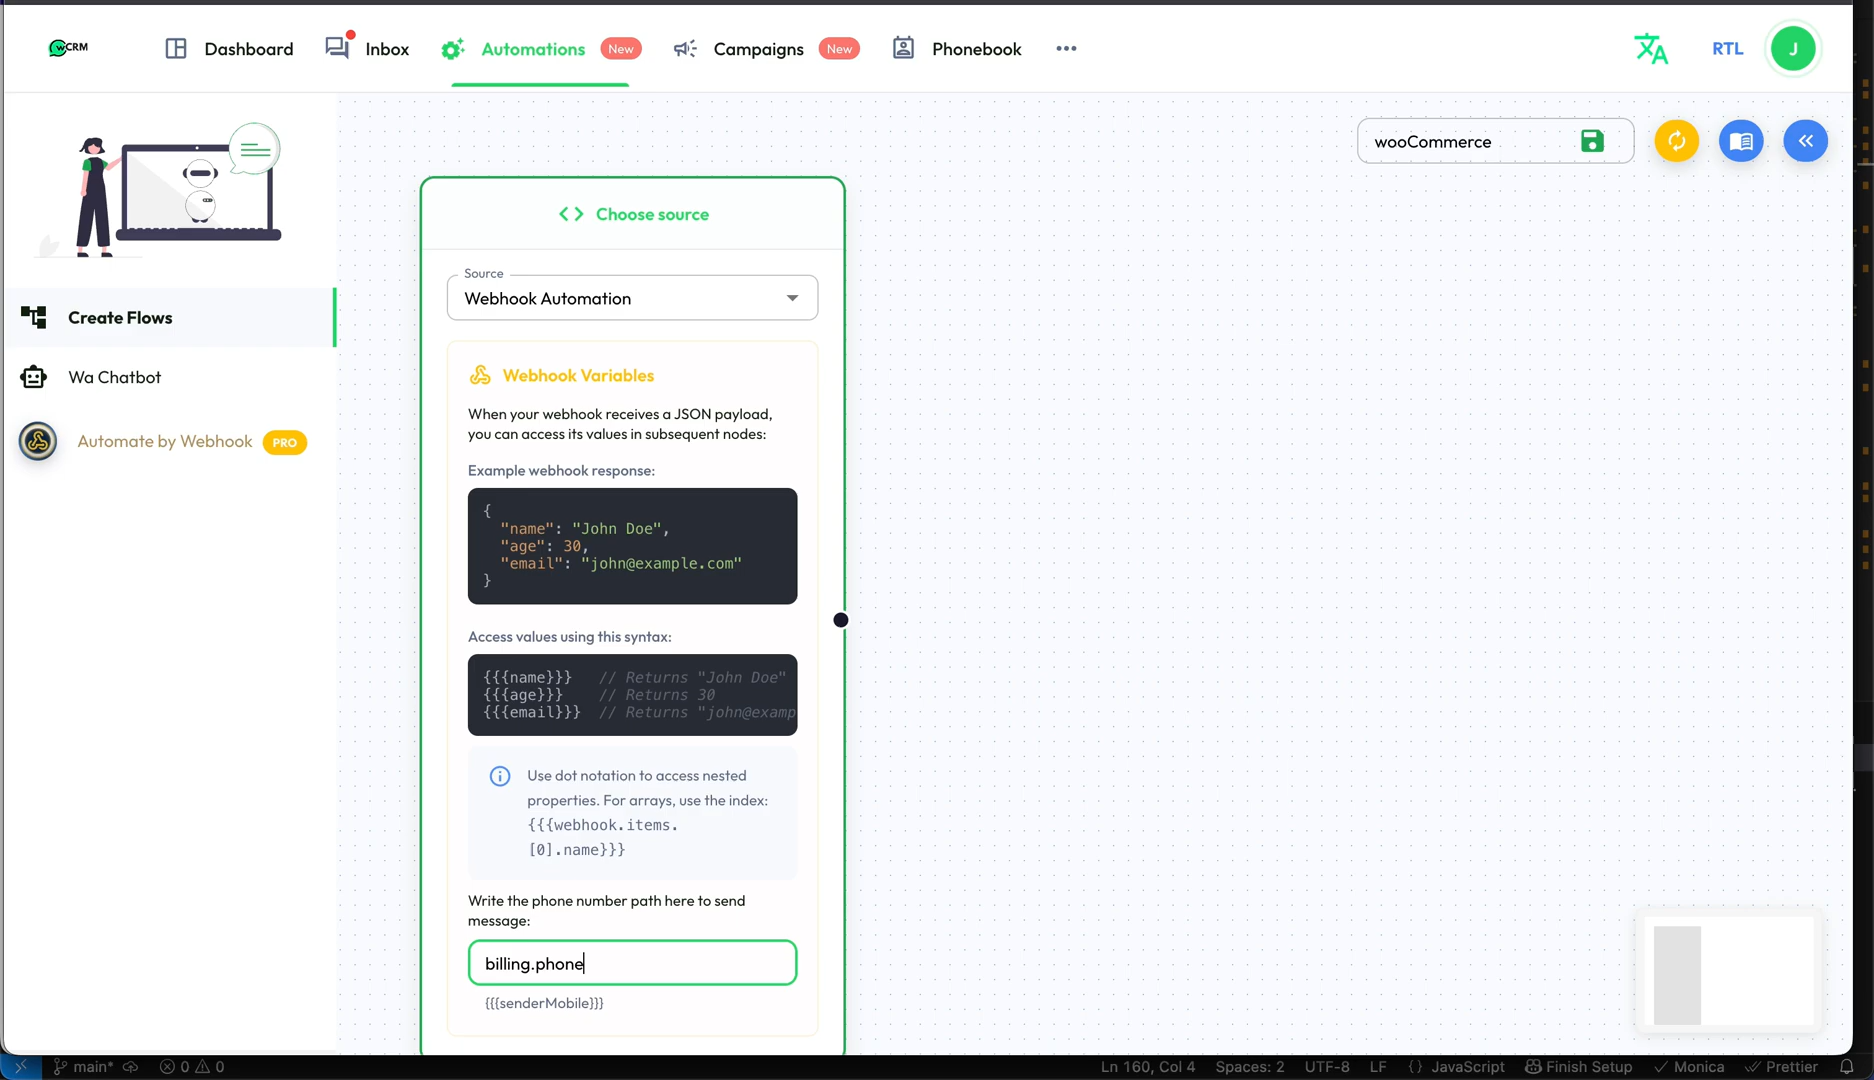 wCRM
Dashboard
Inbox
Automations New
Campaigns New
Phonebook
RTL
J
wooCommerce
Choose source
Create Flows
Wa Chatbot
Automate by Webhook PRO
Source
Webhook Automation
Webhook Variables
When your webhook receives a JSON payload,
you can access its values in subsequent nodes:
Example webhook response:
{
"name": "John Doe",
"age": 30,
"email": "john@example.com"
}
Access values using this syntax:
{{{name}}} // Returns "John Doe"
{{{age}}} // Returns 30
{{{email}}} // Returns "john@examp
Use dot notation to access nested
properties. For arrays, use the index:
{{{webhook.items.
[0].name}}}
Write the phone number path here to send
message:
billing.phone
{{{senderMobile}}}
main* 0 0 Ln 160, Col 4 Spaces: 2 UTF-8 LF {} JavaScript Finish Setup Monica Prettier